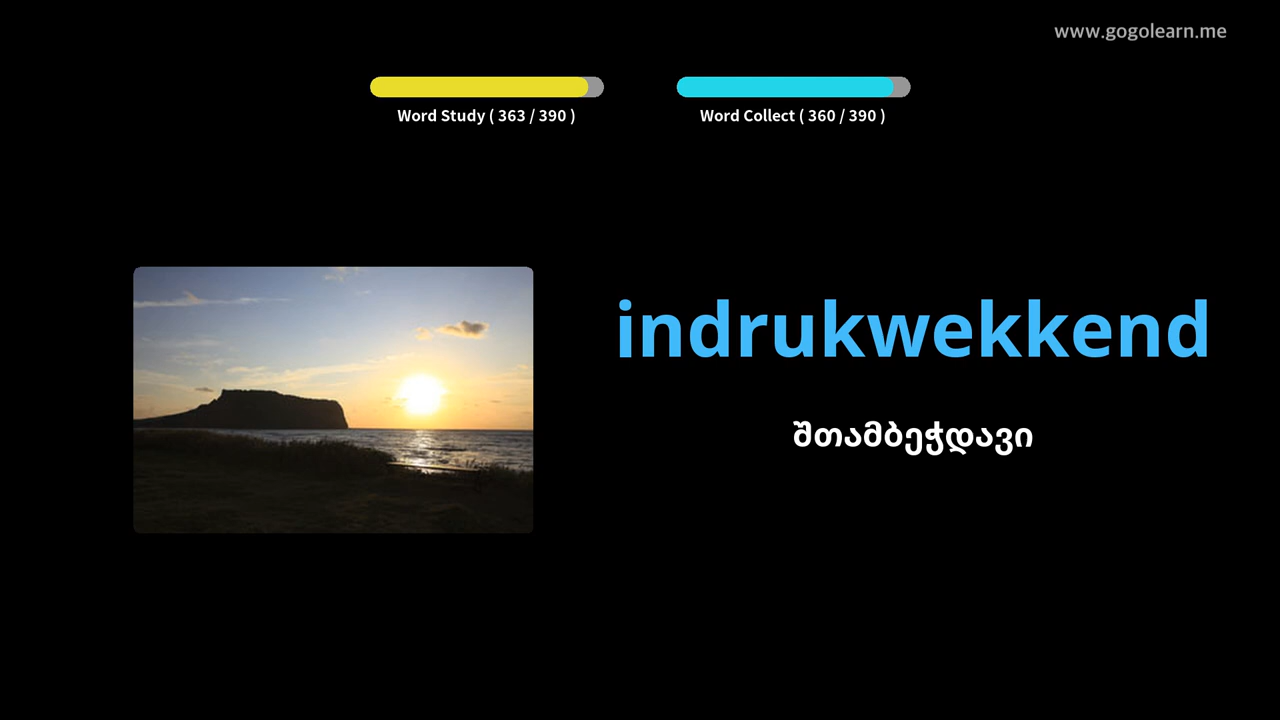 www.gogolearn.me
Word Study ( 363 / 390 )
Word Collect ( 360 / 390 )
indrukwekkend
შთამბეჭდავი